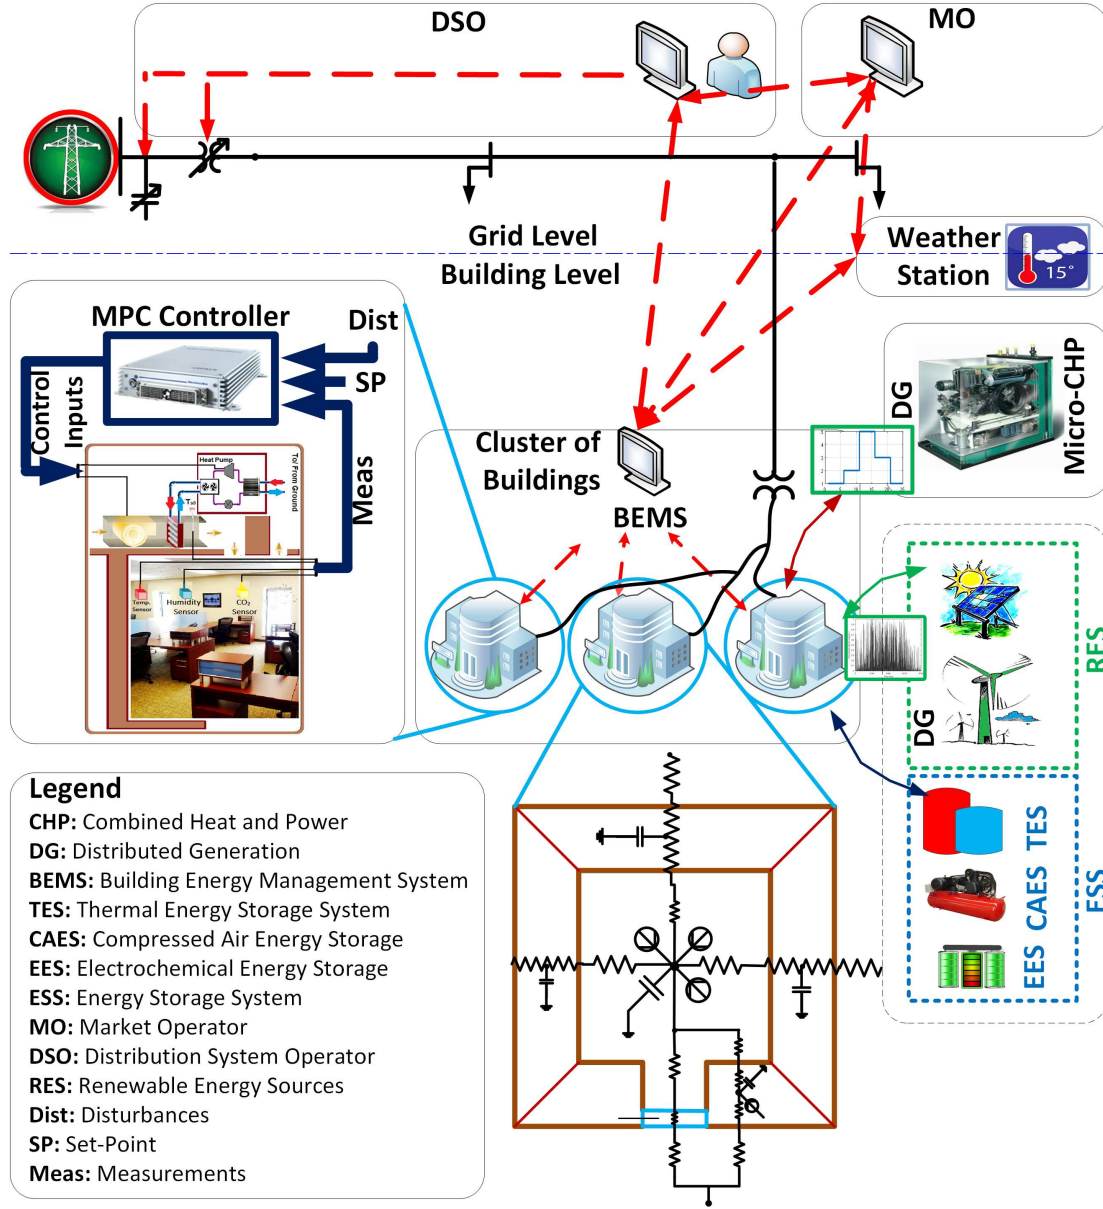 DSO
MO
Grid Level
Building Level
Weather
Station
15°
MPC Controller
Dist
SP
Control
Inputs
Meas
Heat Pump
To/ From Ground
Temp.
Sensor
Humidity
Sensor
CO2
Sensor
Cluster of
Buildings
BEMS
DG
Micro-CHP
RES
DG
TES
CAES
EES
ESS
Legend
CHP: Combined Heat and Power
DG: Distributed Generation
BEMS: Building Energy Management System
TES: Thermal Energy Storage System
CAES: Compressed Air Energy Storage
EES: Electrochemical Energy Storage
ESS: Energy Storage System
MO: Market Operator
DSO: Distribution System Operator
RES: Renewable Energy Sources
Dist: Disturbances
SP: Set-Point
Meas: Measurements